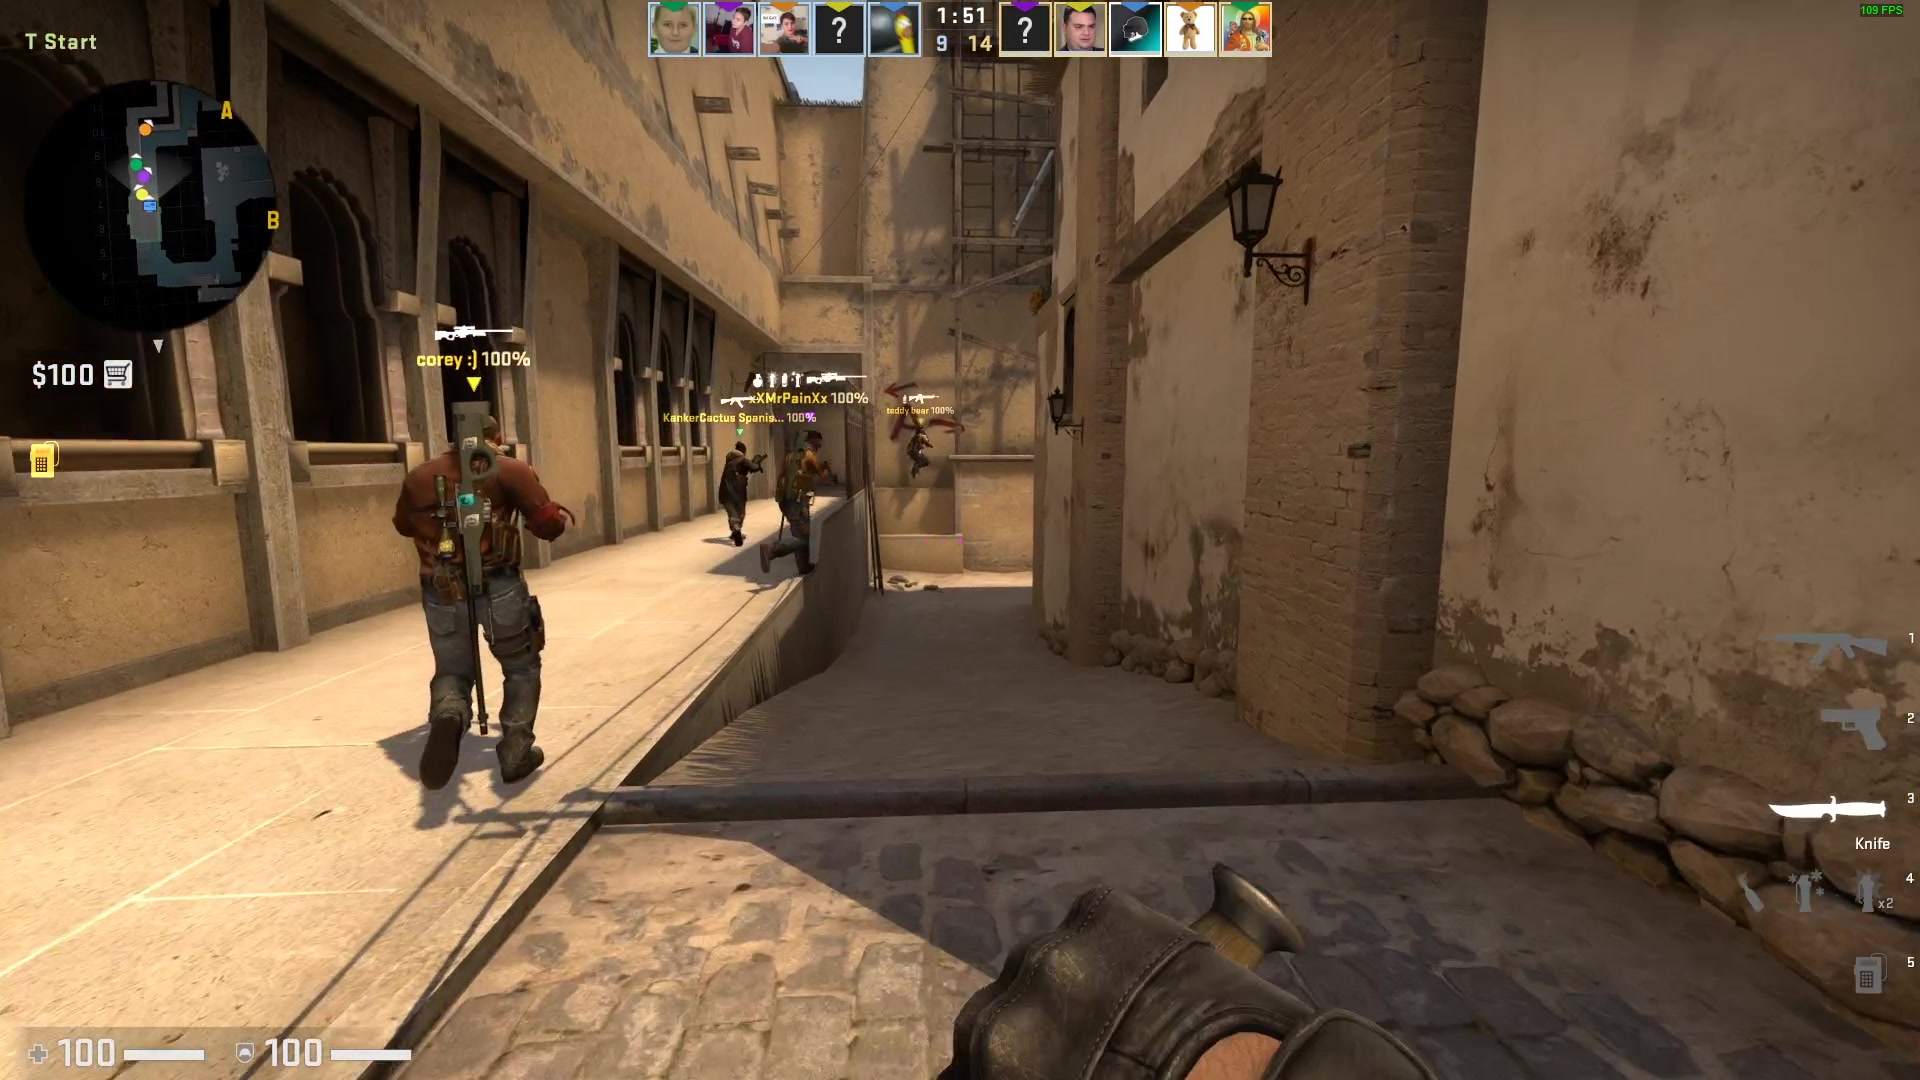 109 FPS
T Start
1:51
?
?
9 14
A
B
$100
corey :) 100%
xXMrPainXx 100%
KankerCactus Spanis... 100%
teddy bear 100%
1
2
3
Knife
4
x2
5
100
100